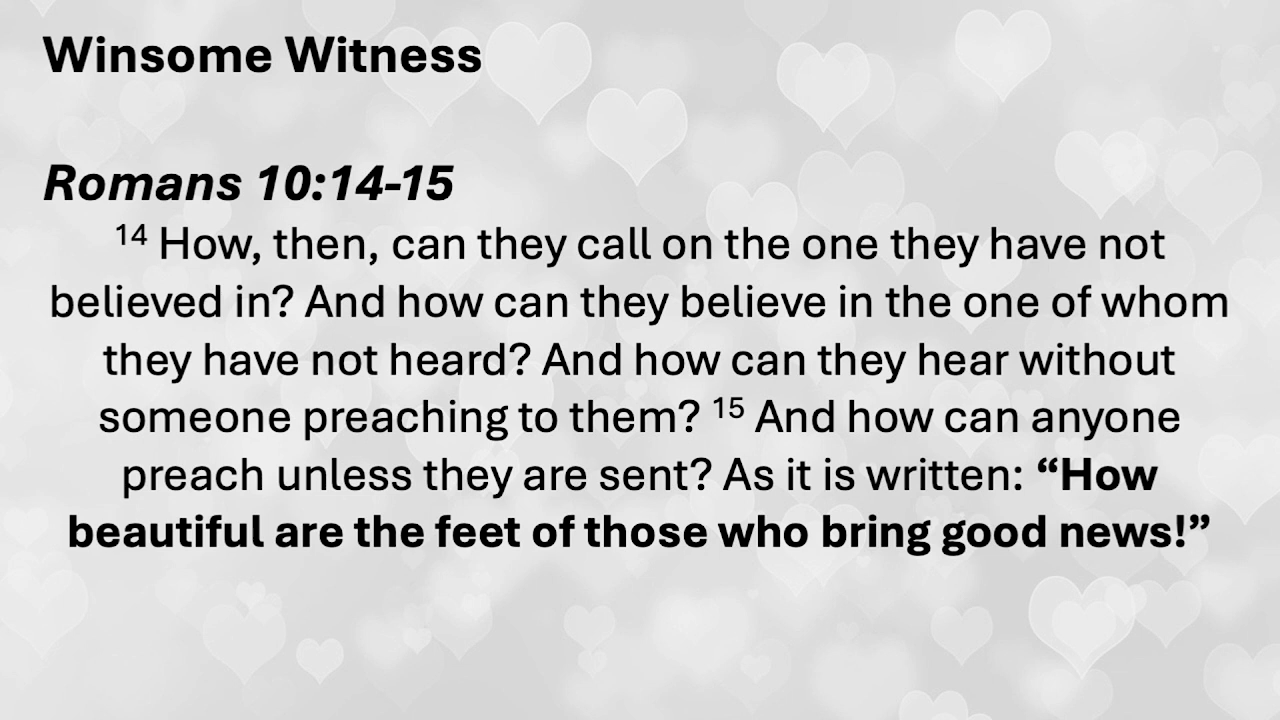 Winsome Witness
Romans 10:14-15
14 How, then, can they call on the one they have not
believed in? And how can they believe in the one of whom
they have not heard? And how can they hear without
someone preaching to them? 15 And how can anyone
preach unless they are sent? As it is written: “How
beautiful are the feet of those who bring good news!”